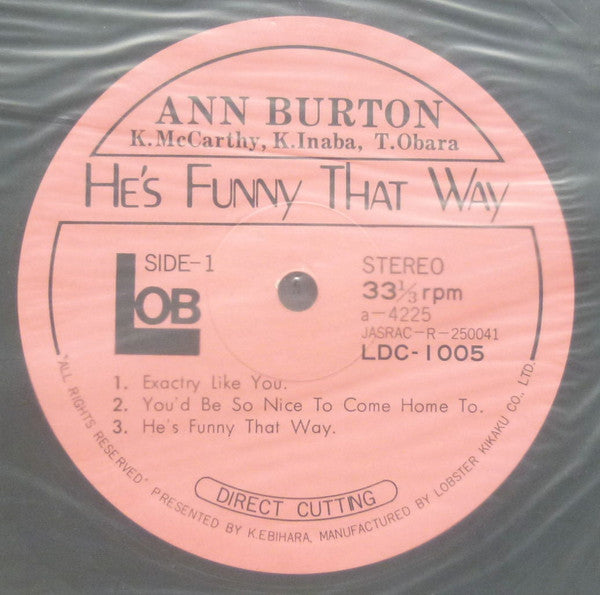 ANN BURTON
K.McCarthy, K.Inaba, T.Obara
HE'S FUNNY THAT WAY
LOB
SIDE-1
STEREO
33⅓rpm
a-4225
JASRAC-R-250041
LDC-1005
1. Exactry Like You.
2. You'd Be So Nice To Come Home To.
3. He's Funny That Way.
DIRECT CUTTING
"ALL RIGHTS RESERVED" PRESENTED BY K.EBIHARA, MANUFACTURED BY LOBSTER KIKAKU CO., LTD.